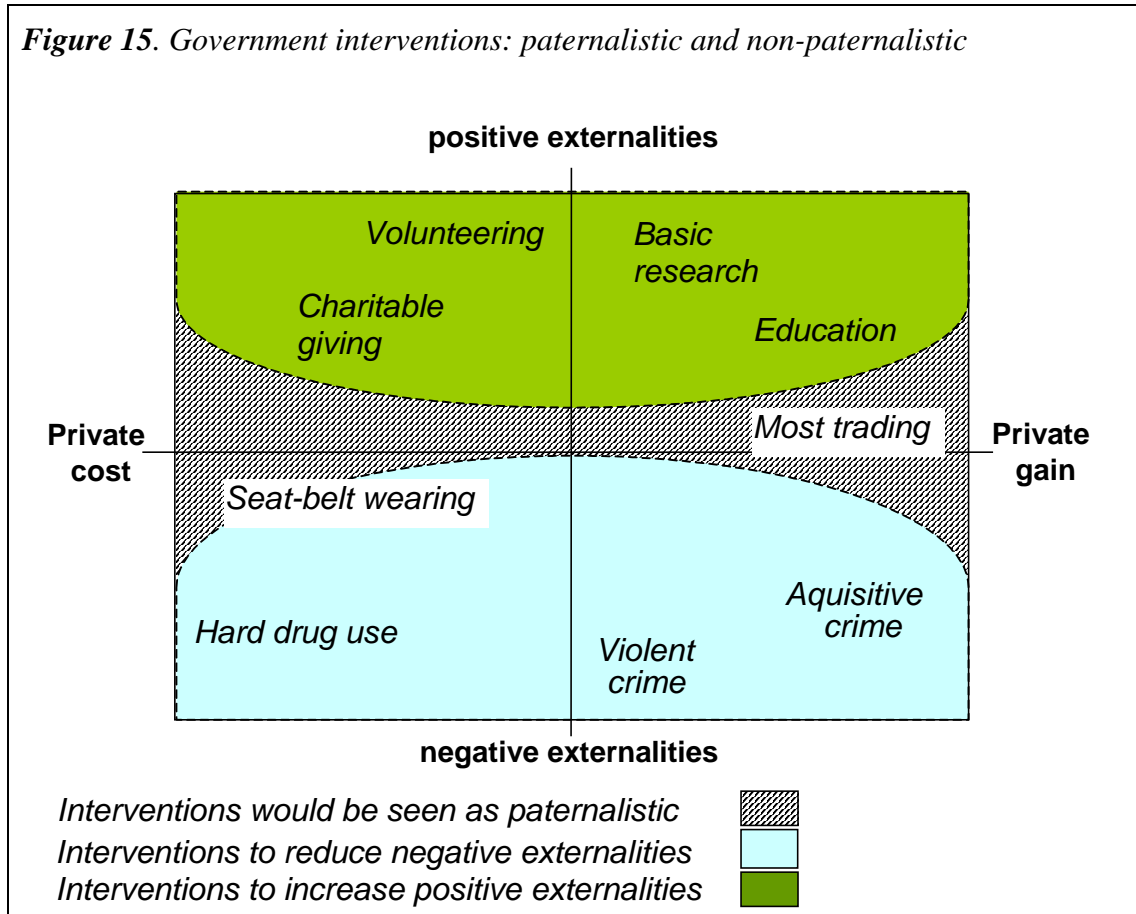 Figure 15. Government interventions: paternalistic and non-paternalistic
positive externalities
Volunteering
Basic
research
Charitable
giving
Education
Most trading
Private
cost
Private
gain
Seat-belt wearing
Aquisitive
crime
Hard drug use
Violent
crime
negative externalities
Interventions would be seen as paternalistic
Interventions to reduce negative externalities
Interventions to increase positive externalities